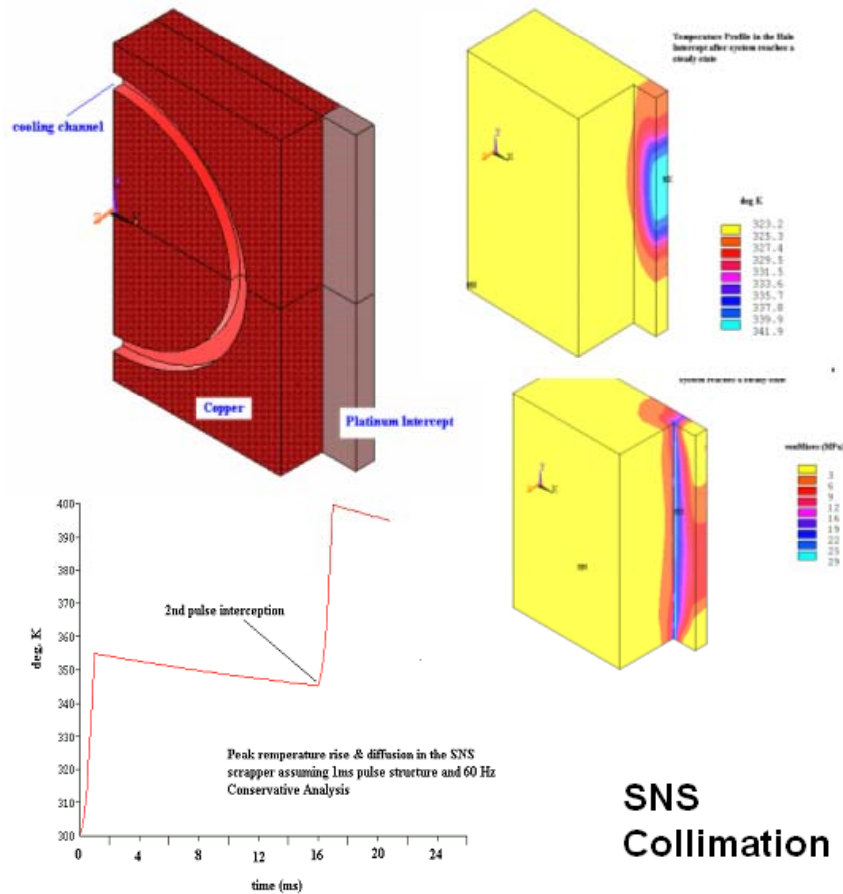 cooling channel
Copper
Platinum Intercept
Temperature Profile in the Halo
Intercept after system reaches a
steady state
deg K
323.2
325.3
327.4
329.5
331.5
333.6
335.7
337.8
339.9
341.9
system reaches a steady state
vonMises (MPa)
3
6
9
12
16
19
22
25
29
400
390
380
370
360
350
340
330
320
310
300
deg. K
2nd pulse interception
Peak remperature rise & diffusion in the SNS
scrapper assuming 1ms pulse structure and 60 Hz
Conservative Analysis
0
4
8
12
16
20
24
time (ms)
SNS
Collimation